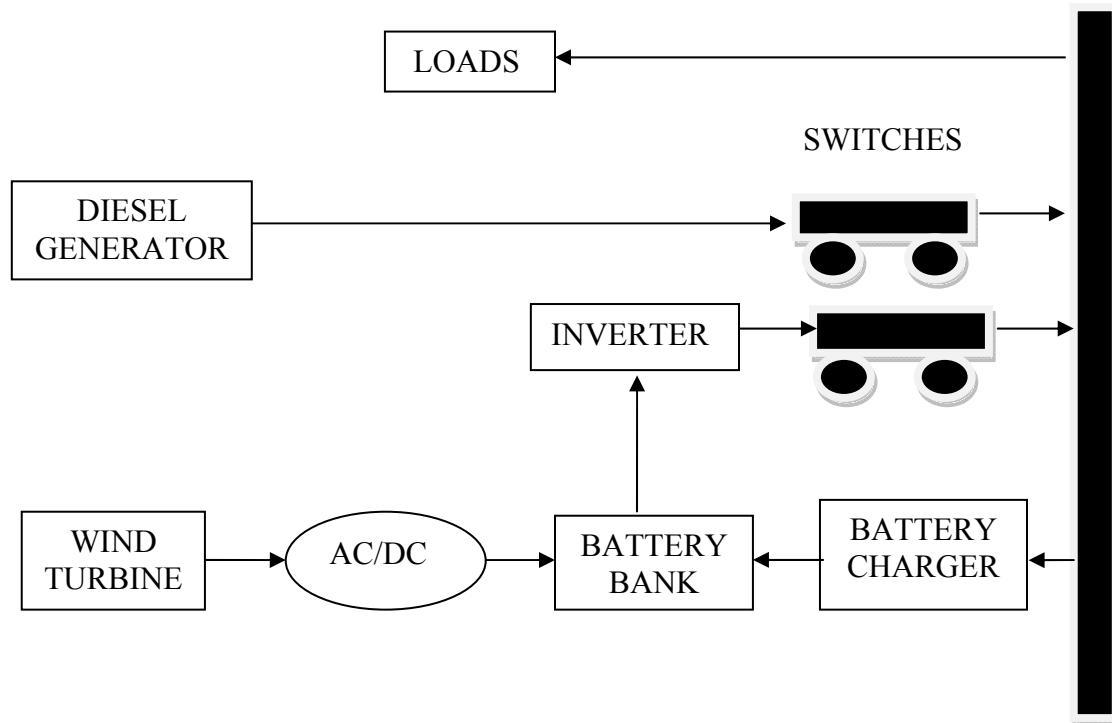 LOADS
SWITCHES
DIESEL
GENERATOR
INVERTER
WIND
TURBINE
AC/DC
BATTERY
BANK
BATTERY
CHARGER